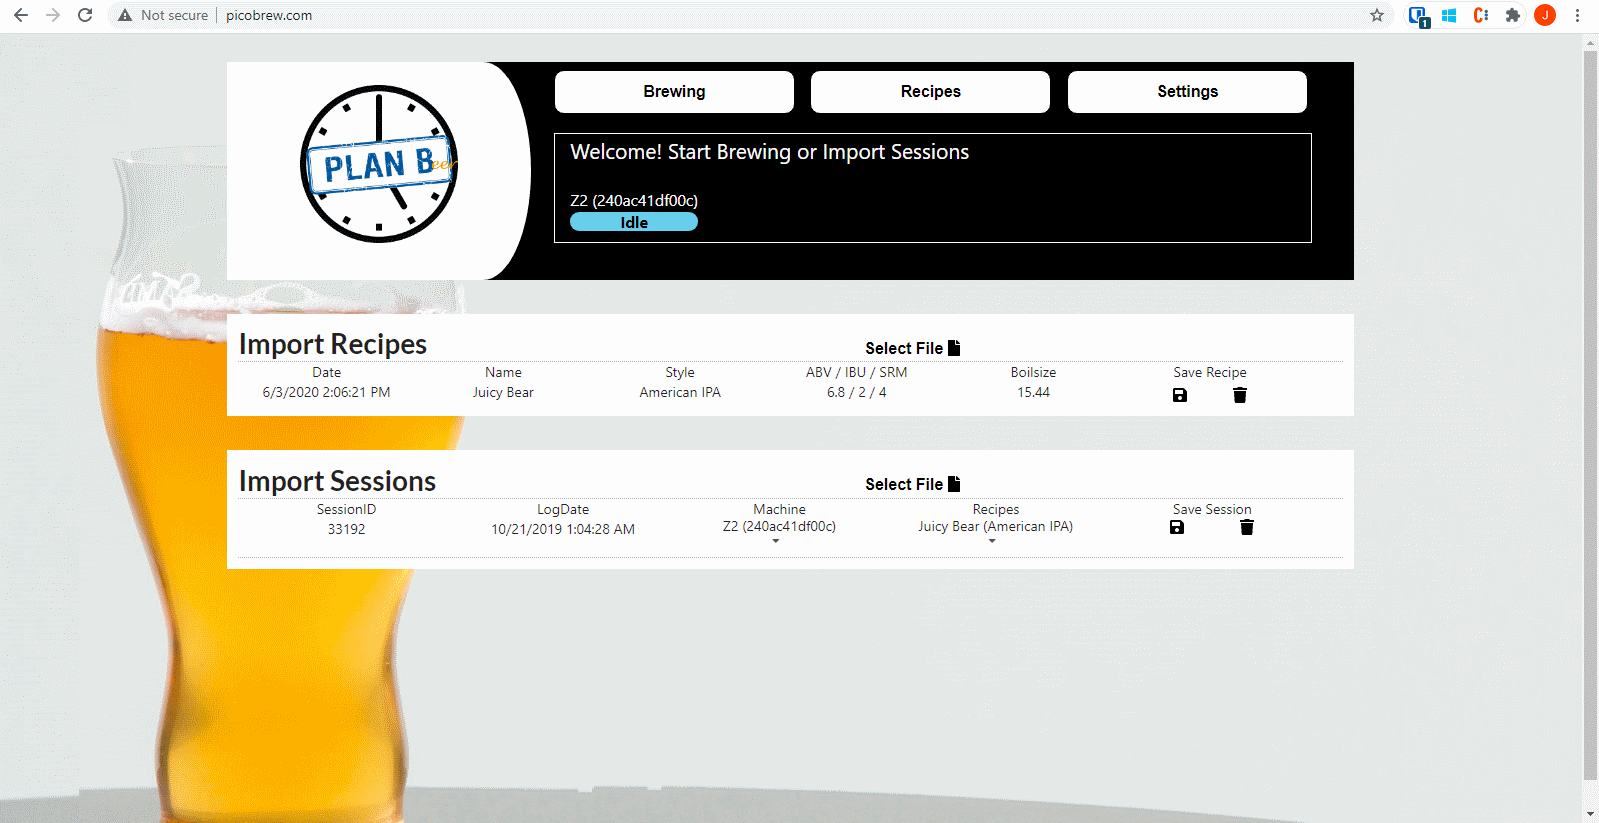 Not secure | picobrew.com
1
J
Brewing
Recipes
Settings
PLAN Beer
Welcome! Start Brewing or Import Sessions
Z2 (240ac41df00c)
Idle
Import Recipes
Select File
Date Name Style ABV / IBU / SRM Boilsize Save Recipe
6/3/2020 2:06:21 PM Juicy Bear American IPA 6.8 / 2 / 4 15.44
Import Sessions
Select File
SessionID LogDate Machine Recipes Save Session
33192 10/21/2019 1:04:28 AM Z2 (240ac41df00c) Juicy Bear (American IPA)